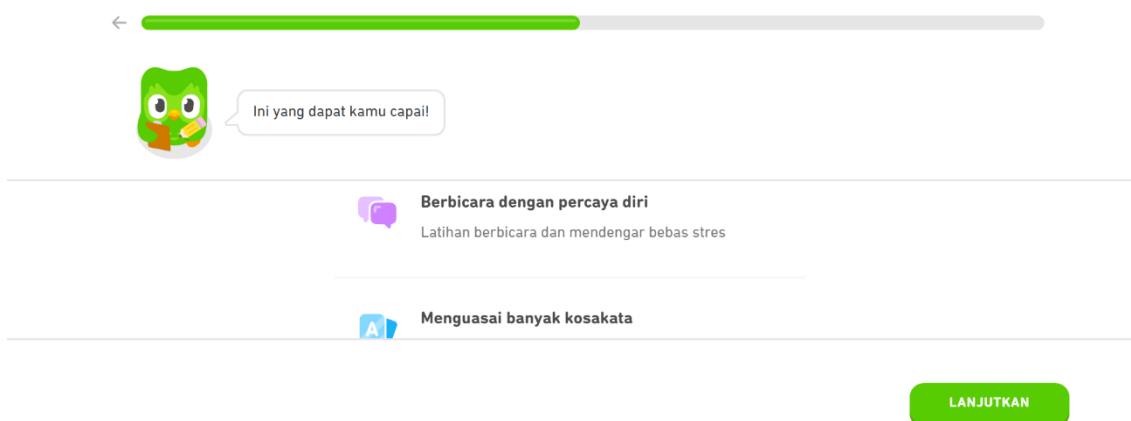 Ini yang dapat kamu capai!
Berbicara dengan percaya diri
Latihan berbicara dan mendengar bebas stres
A
Menguasai banyak kosakata
LANJUTKAN